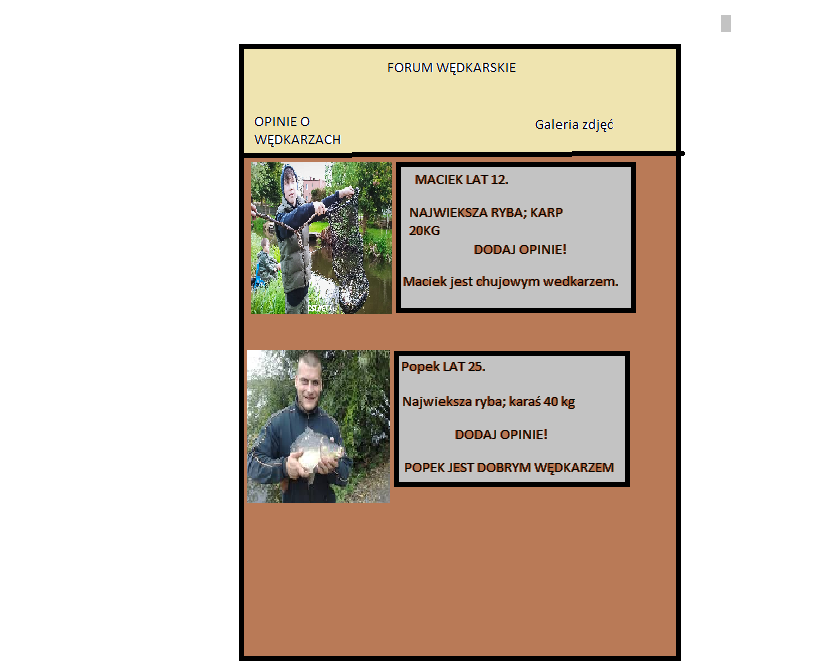 FORUM WĘDKARSKIE
OPINIE O
WĘDKARZACH
Galeria zdjęć
MACIEK LAT 12.
NAJWIEKSZA RYBA; KARP
20KG
DODAJ OPINIE!
Maciek jest chujowym wedkarzem.
Popek LAT 25.
Najwieksza ryba; karaś 40 kg
DODAJ OPINIE!
POPEK JEST DOBRYM WĘDKARZEM